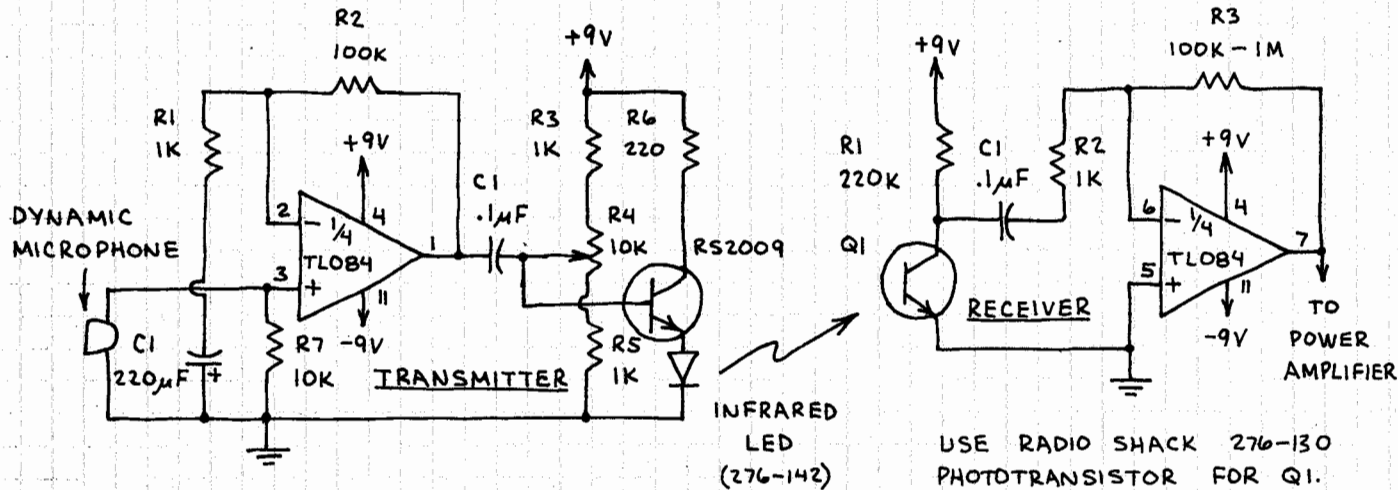 R2
100K
+9V
R1
1K
+9V
R3
1K
R6
220
C1
.1µF
2
−
1/4
4
1
TL084
3
+
11
-9V
DYNAMIC
MICROPHONE
R4
10K
RS2009
C1
220µF
+
R7
10K
TRANSMITTER
R5
1K
INFRARED
LED
(276-142)
+9V
R3
100K-1M
R1
220K
C1
.1µF
R2
1K
+9V
Q1
6
−
1/4
4
7
TL084
5
+
11
-9V
RECEIVER
TO
POWER
AMPLIFIER
USE RADIO SHACK 276-130
PHOTOTRANSISTOR FOR Q1.